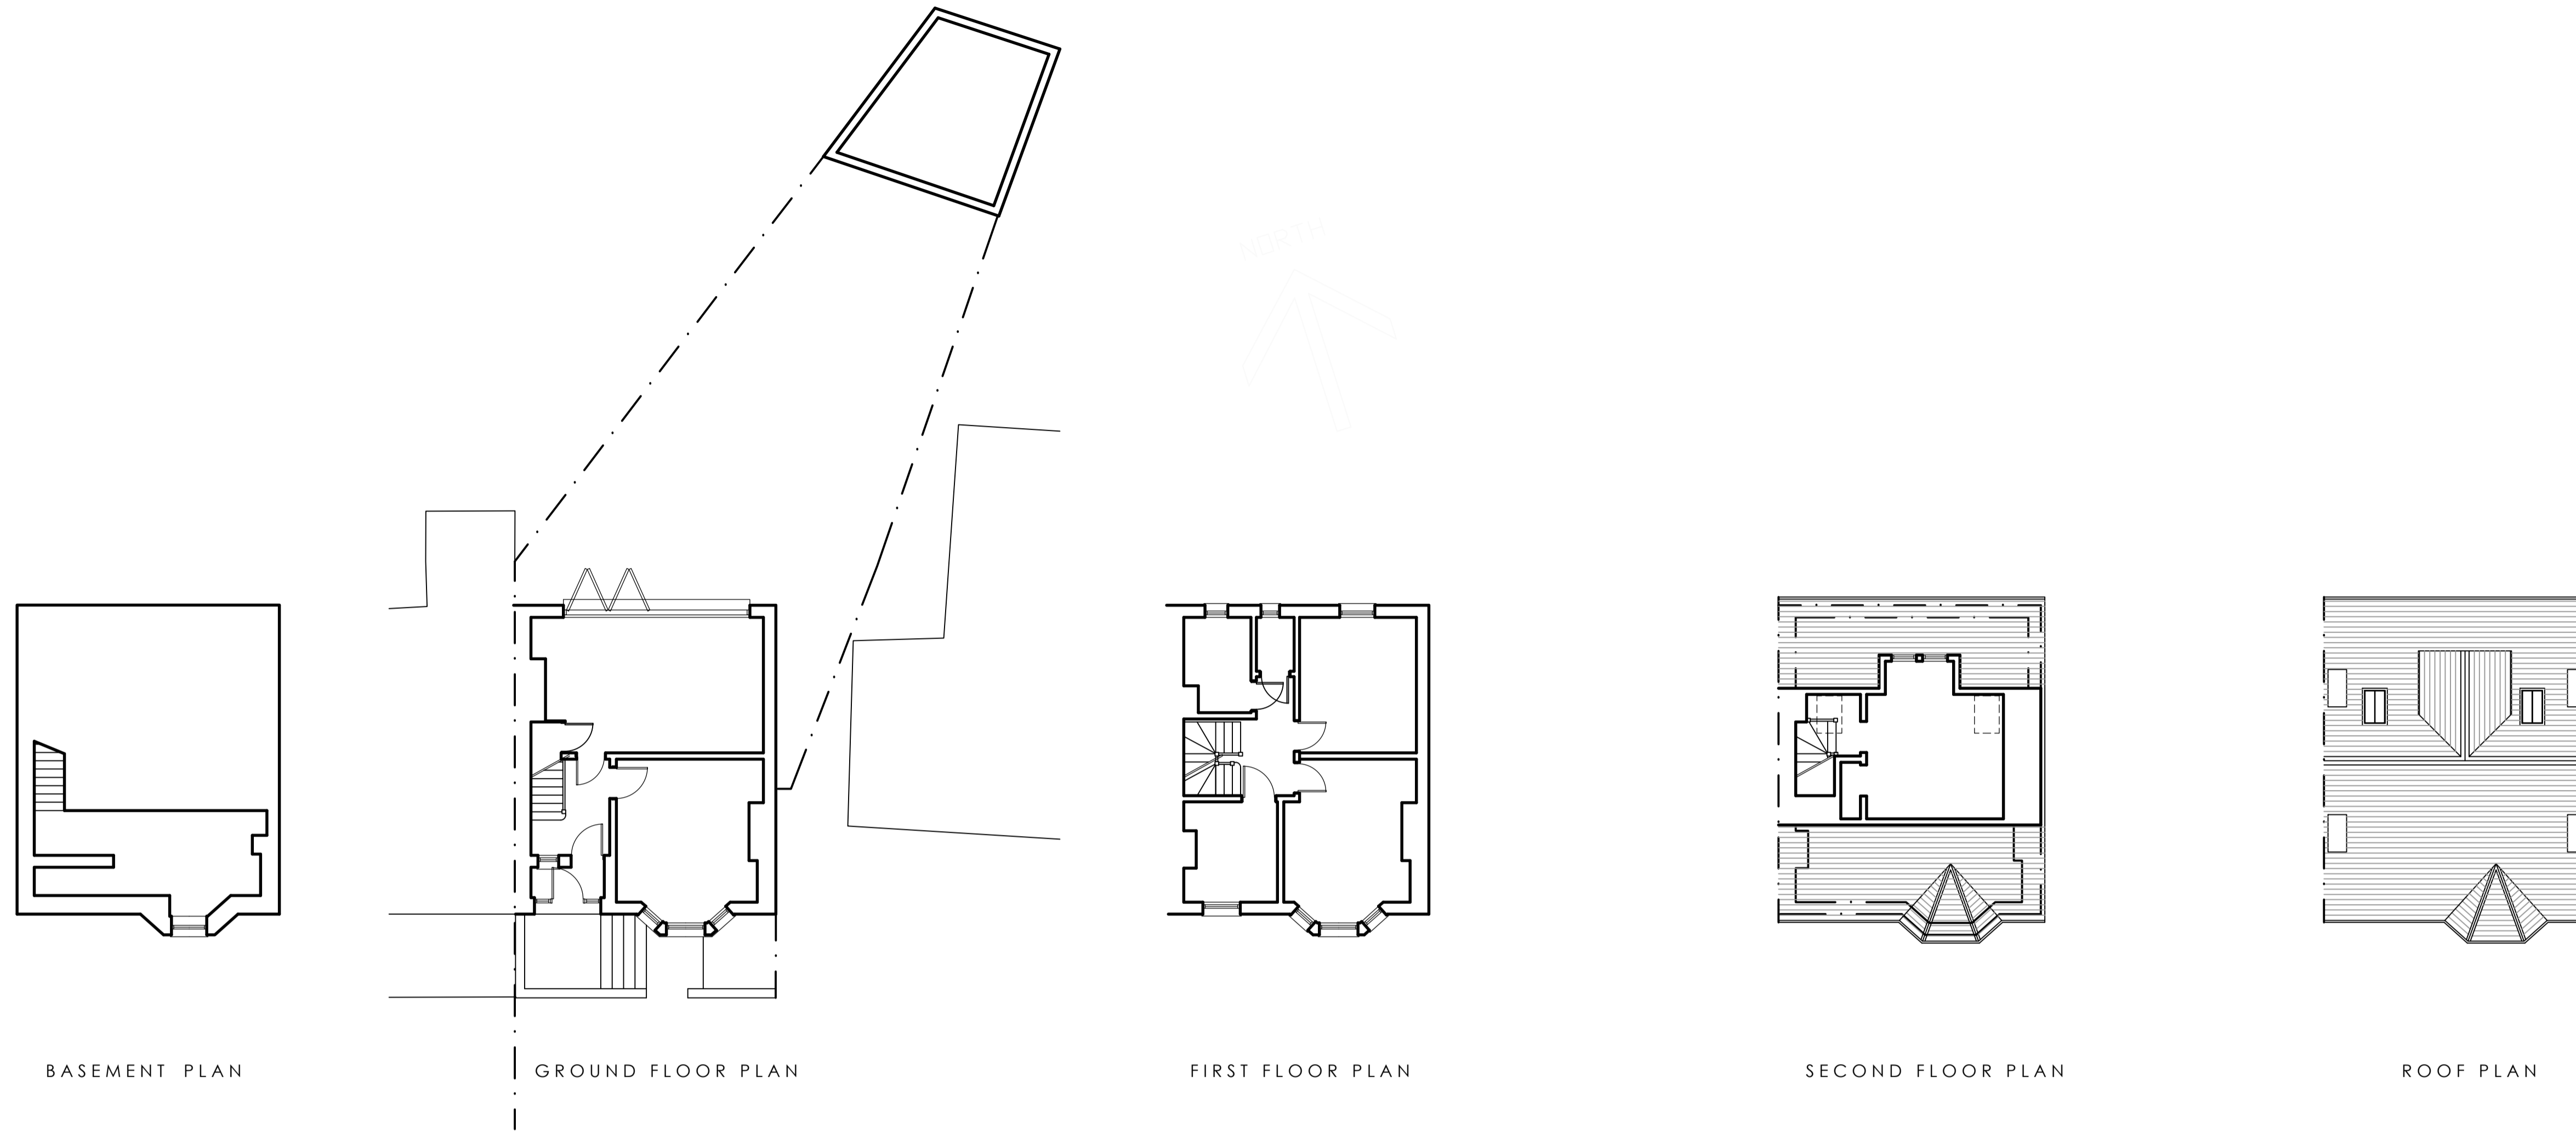 NORTH
BASEMENT PLAN
GROUND FLOOR PLAN
FIRST FLOOR PLAN
SECOND FLOOR PLAN
ROOF PLAN